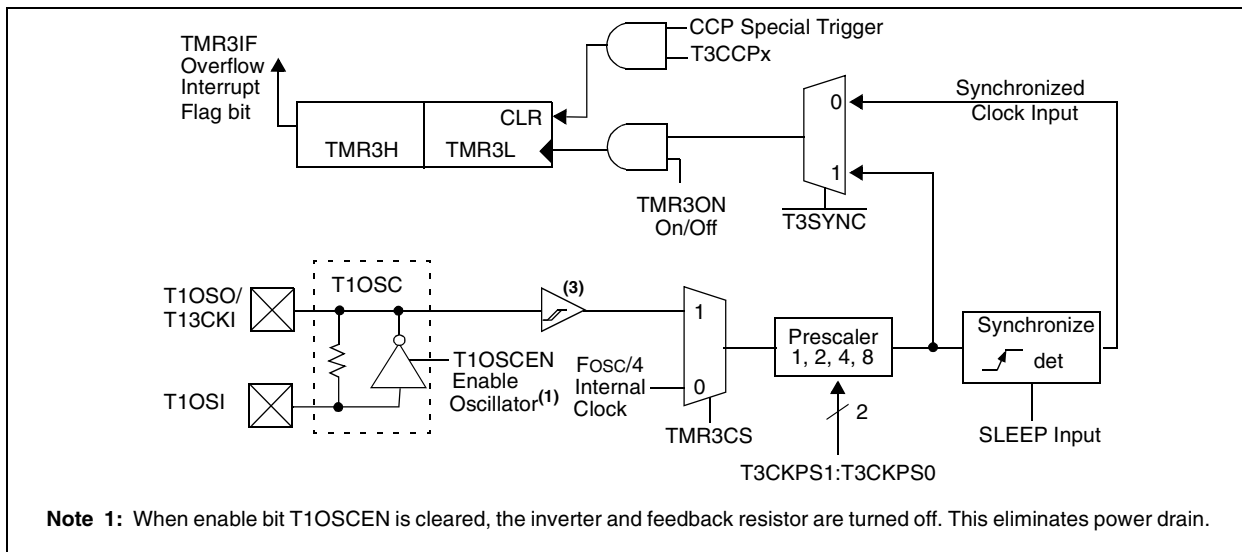 TMR3IF
Overflow
Interrupt
Flag bit
CCP Special Trigger
T3CCPx
CLR
TMR3H
TMR3L
TMR3ON
On/Off
0
1
T3SYNC
Synchronized
Clock Input
T1OSO/
T13CKI
T1OSI
T1OSC
T1OSCEN
Enable
Oscillator(1)
(3)
FOSC/4
Internal
Clock
1
0
TMR3CS
Prescaler
1, 2, 4, 8
2
T3CKPS1:T3CKPS0
Synchronize
det
SLEEP Input
Note 1: When enable bit T1OSCEN is cleared, the inverter and feedback resistor are turned off. This eliminates power drain.